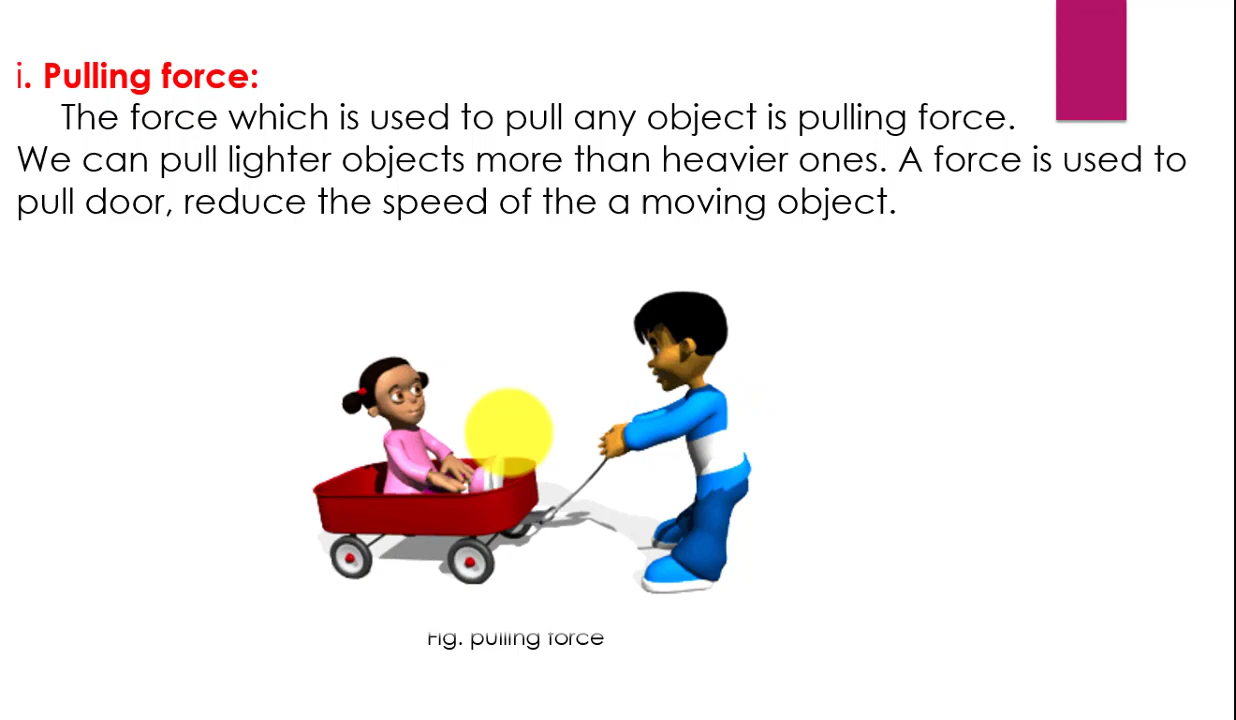 i. Pulling force:
The force which is used to pull any object is pulling force.
We can pull lighter objects more than heavier ones. A force is used to
pull door, reduce the speed of the a moving object.
Fig. pulling force